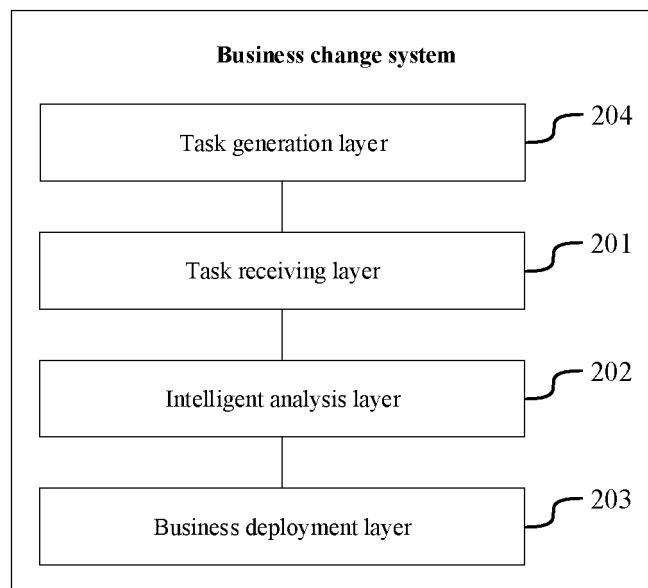 Business change system
Task generation layer
204
Task receiving layer
201
Intelligent analysis layer
202
Business deployment layer
203